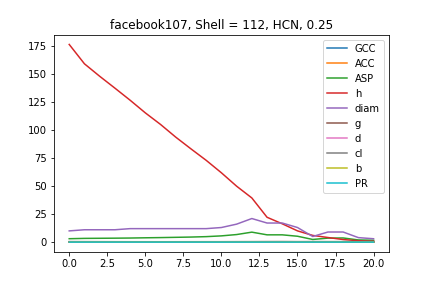 facebook107, Shell = 112, HCN, 0.25
175
150
125
100
75
50
25
0
0.0 2.5 5.0 7.5 10.0 12.5 15.0 17.5 20.0
GCC
ACC
ASP
h
diam
g
d
cl
b
PR